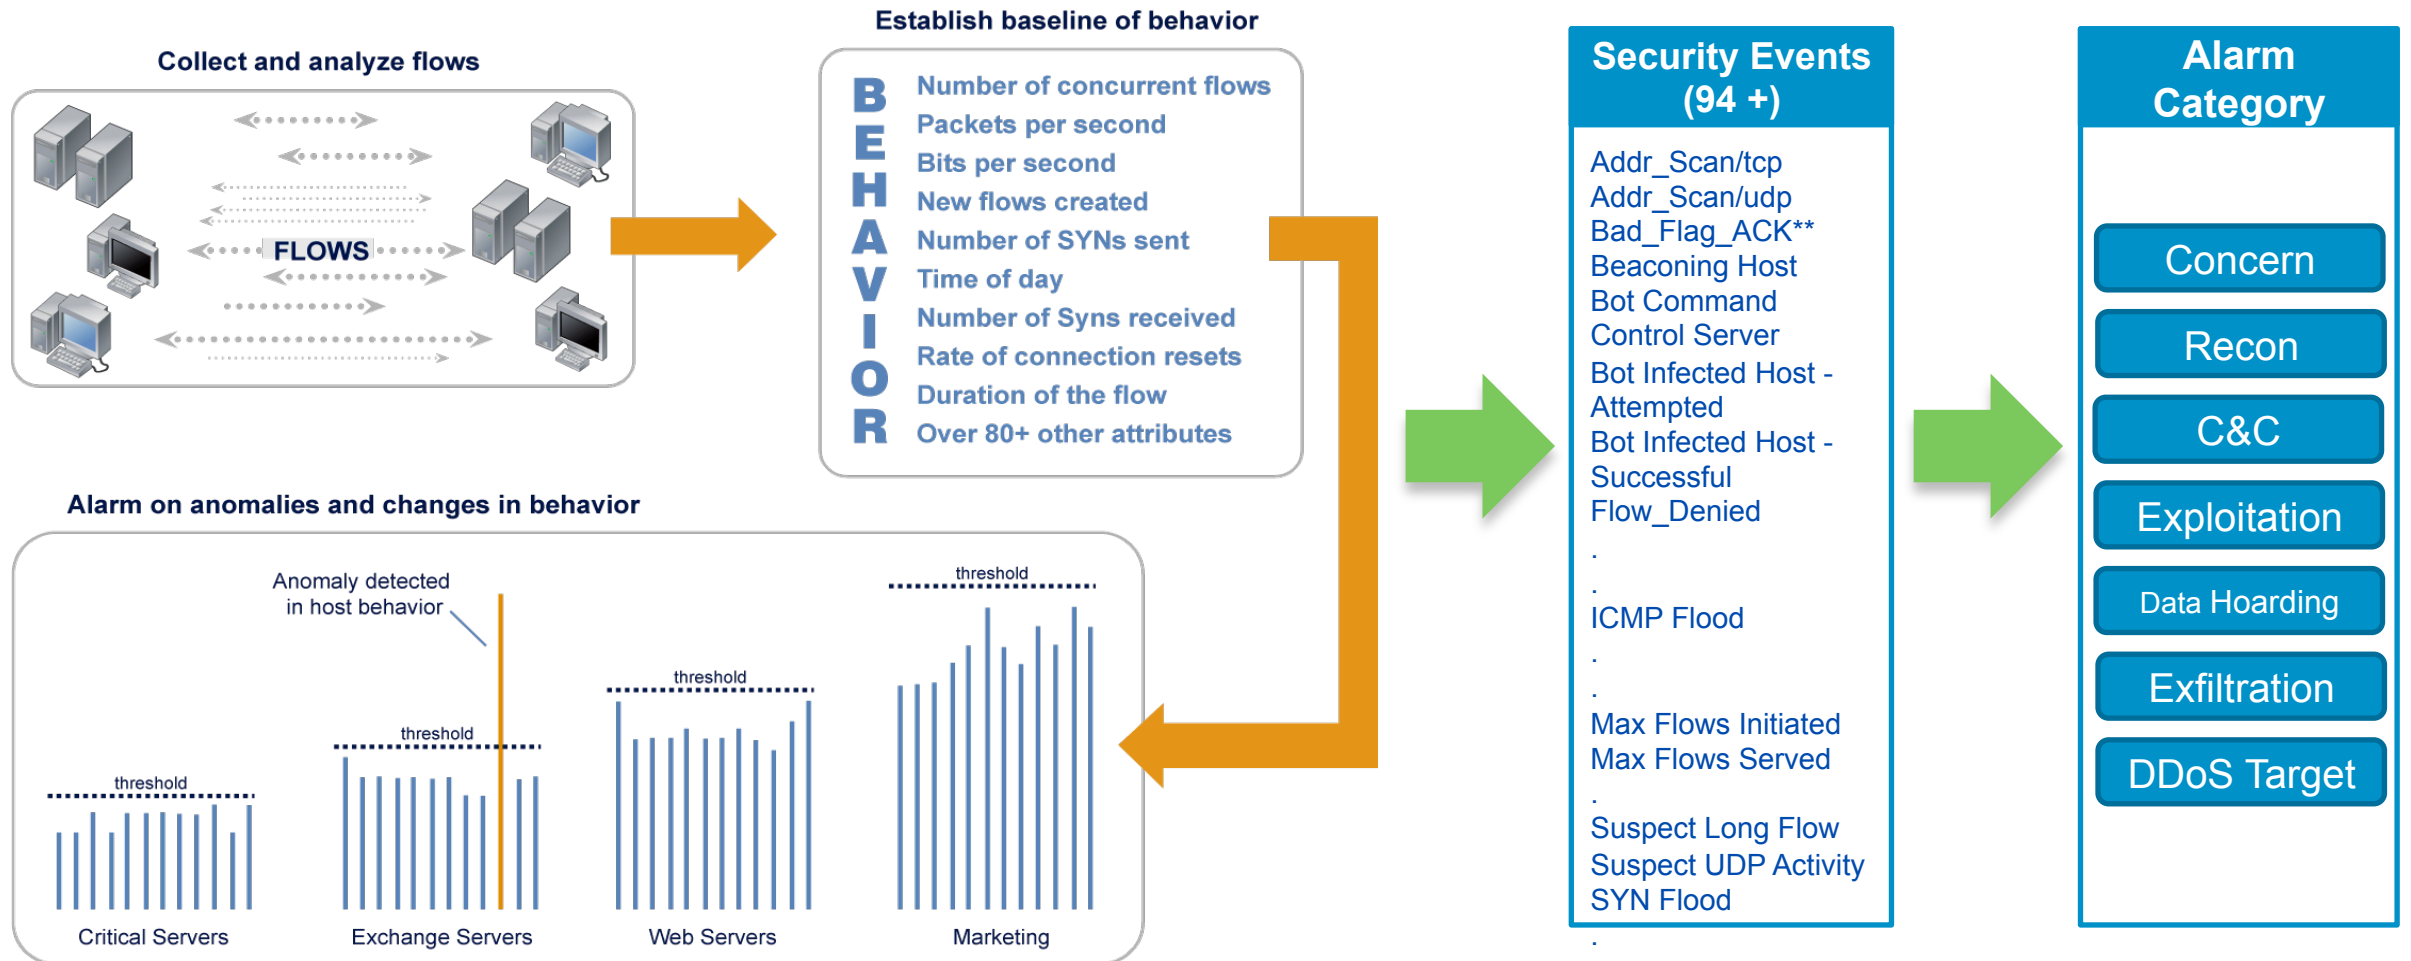 Collect and analyze flows
FLOWS
Establish baseline of behavior
BEHAVIOR
Number of concurrent flows
Packets per second
Bits per second
New flows created
Number of SYNs sent
Time of day
Number of Syns received
Rate of connection resets
Duration of the flow
Over 80+ other attributes
Alarm on anomalies and changes in behavior
Anomaly detected
in host behavior
threshold
threshold
threshold
threshold
Critical Servers
Exchange Servers
Web Servers
Marketing
Security Events
(94 +)
Addr_Scan/tcp
Addr_Scan/udp
Bad_Flag_ACK**
Beaconing Host
Bot Command
Control Server
Bot Infected Host -
Attempted
Bot Infected Host -
Successful
Flow_Denied
.
.
ICMP Flood
.
.
Max Flows Initiated
Max Flows Served
.
Suspect Long Flow
Suspect UDP Activity
SYN Flood
.
Alarm
Category
Concern
Recon
C&C
Exploitation
Data Hoarding
Exfiltration
DDoS Target